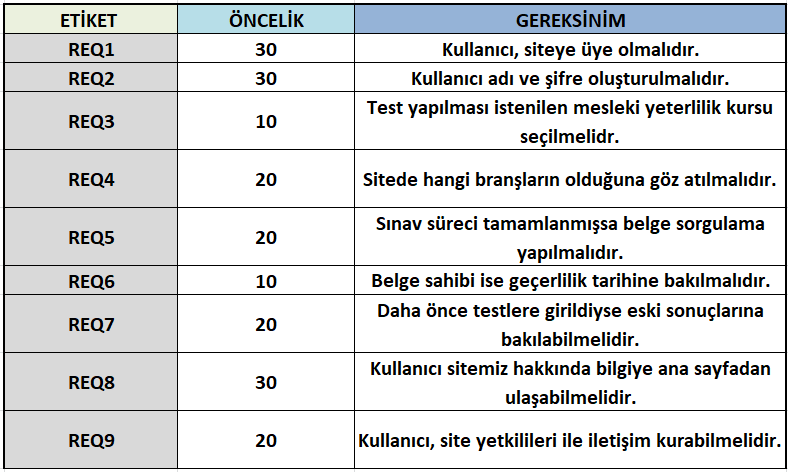 ETİKET ÖNCELİK GEREKSİNİM
REQ1 30 Kullanıcı, siteye üye olmalıdır.
REQ2 30 Kullanıcı adı ve şifre oluşturulmalıdır.
REQ3 10 Test yapılması istenilen mesleki yeterlilik kursu
seçilmelidr.
REQ4 20 Sitede hangi branşların olduğuna göz atılmalıdır.
REQ5 20 Sınav süreci tamamlanmışsa belge sorgulama
yapılmalıdır.
REQ6 10 Belge sahibi ise geçerlilik tarihine bakılmalıdır.
REQ7 20 Daha önce testlere girildiyse eski sonuçlarına
bakılabilmelidir.
REQ8 30 Kullanıcı sitemiz hakkında bilgiye ana sayfadan
ulaşabilmelidir.
REQ9 20 Kullanıcı, site yetkilileri ile iletişim kurabilmelidir.